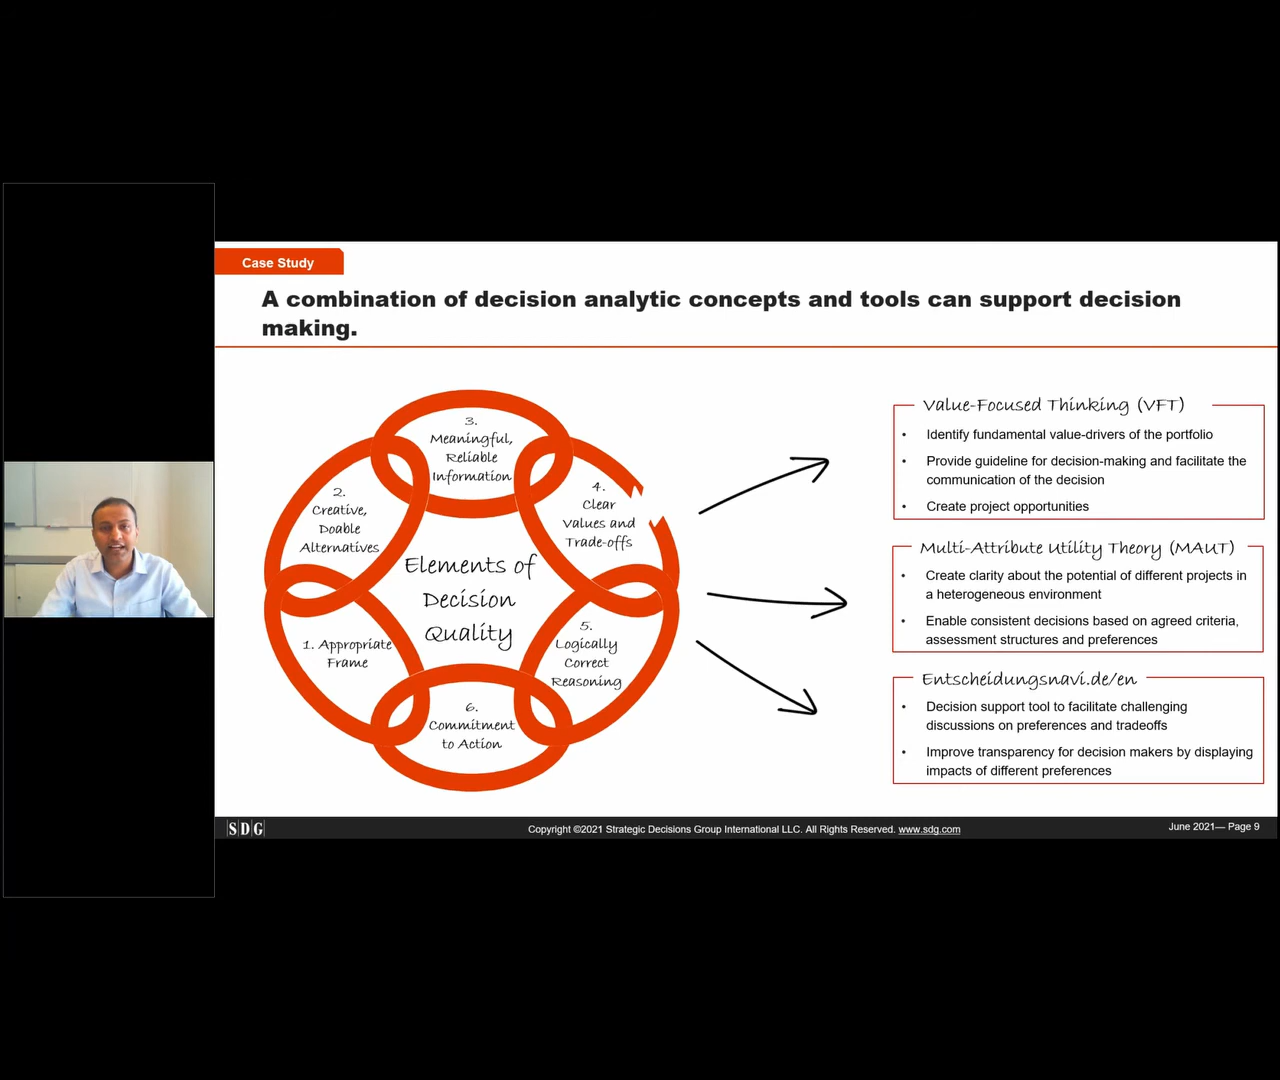 Case Study
A combination of decision analytic concepts and tools can support decision
making.
3.
Meaningful,
Reliable
Information
2.
Creative,
Doable
Alternatives
4.
Clear
Values and
Trade-offs
Elements of
Decision
Quality
1. Appropriate
Frame
5.
Logically
Correct
Reasoning
6.
Commitment
to Action
Value-Focused Thinking (VFT)
• Identify fundamental value-drivers of the portfolio
• Provide guideline for decision-making and facilitate the
communication of the decision
• Create project opportunities
Multi-Attribute Utility Theory (MAUT)
• Create clarity about the potential of different projects in
a heterogeneous environment
• Enable consistent decisions based on agreed criteria,
assessment structures and preferences
Entscheidungsnavi.de/en
• Decision support tool to facilitate challenging
discussions on preferences and tradeoffs
• Improve transparency for decision makers by displaying
impacts of different preferences
SDG
Copyright ©2021 Strategic Decisions Group International LLC. All Rights Reserved. www.sdg.com
June 2021— Page 9